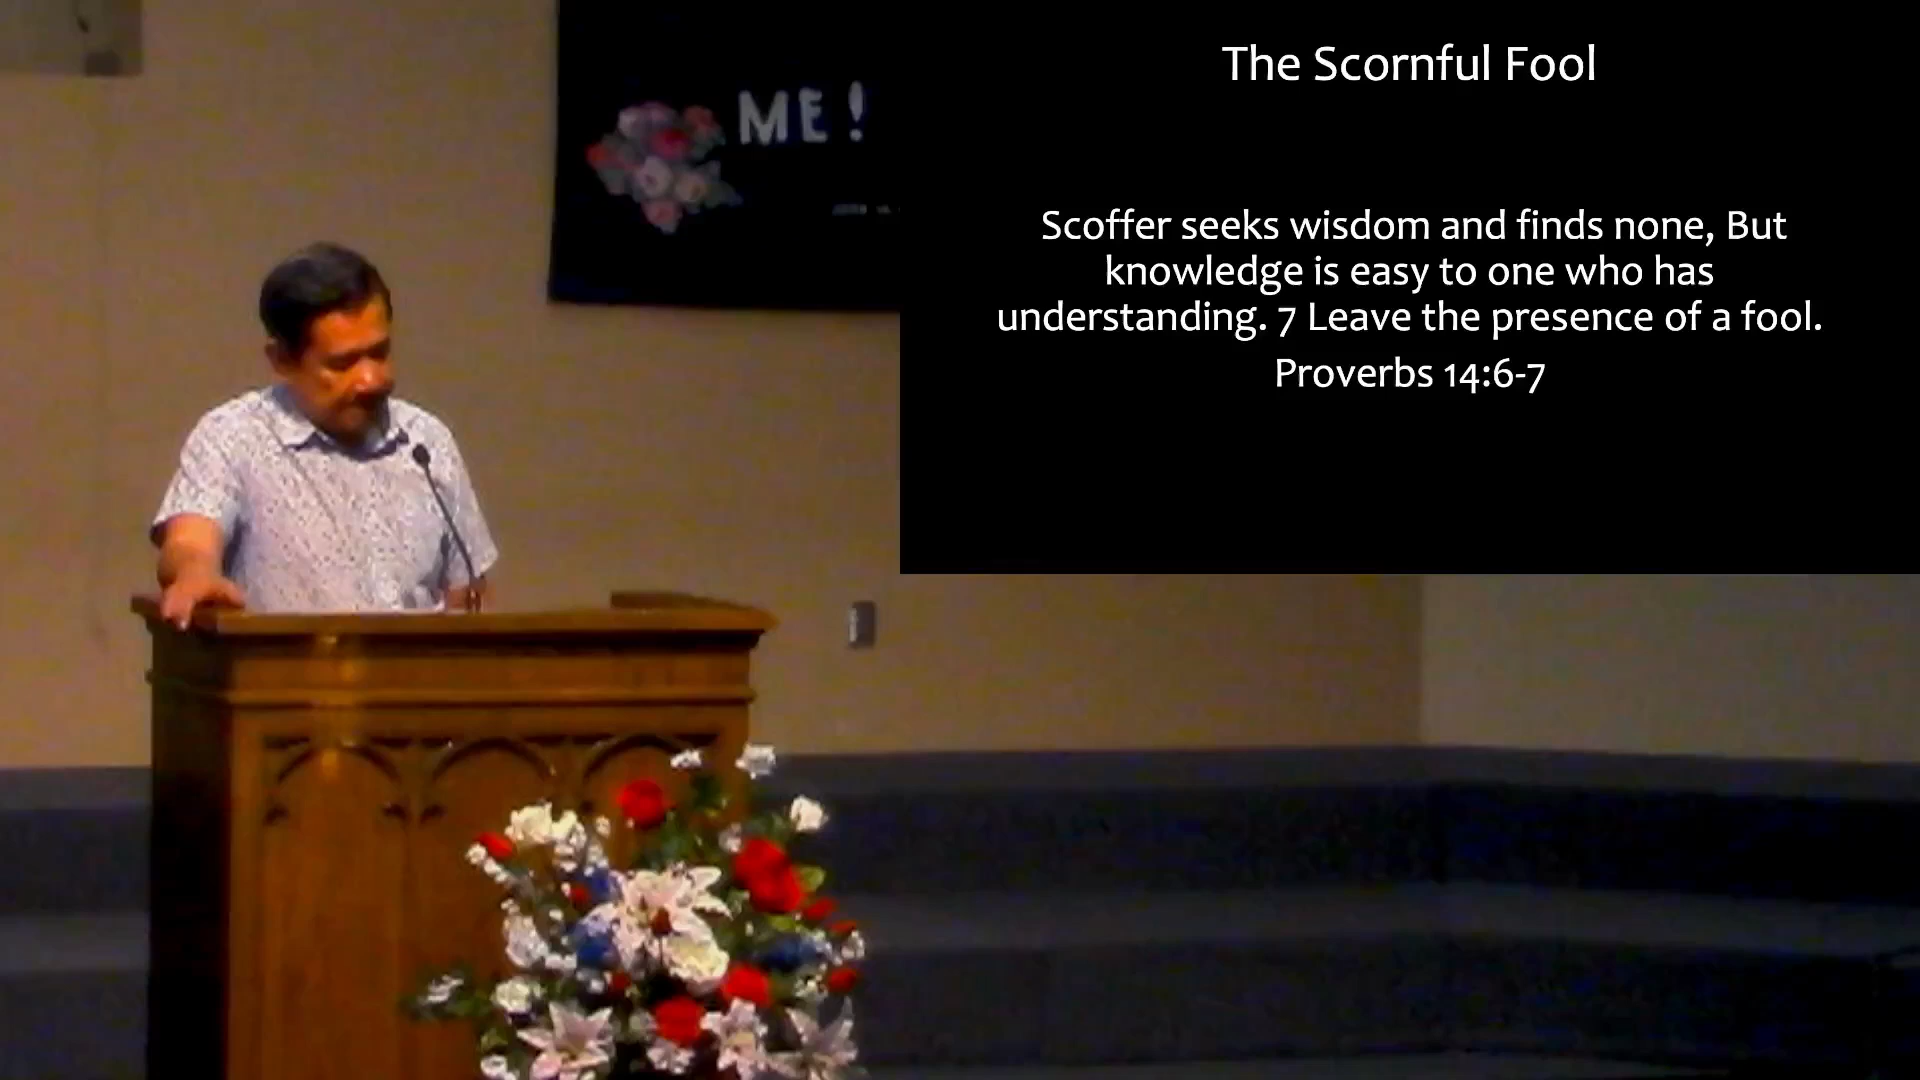 ME!
The Scornful Fool
Scoffer seeks wisdom and finds none, But
knowledge is easy to one who has
understanding. 7 Leave the presence of a fool.
Proverbs 14:6-7